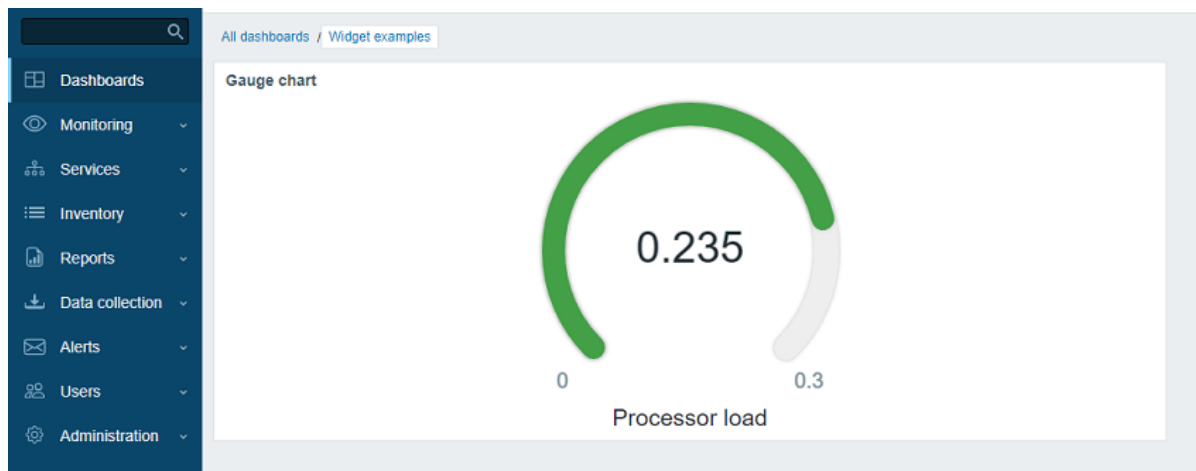 All dashboards / Widget examples
Dashboards
Monitoring
Services
Inventory
Reports
Data collection
Alerts
Users
Administration
Gauge chart
0.235
0 0.3
Processor load